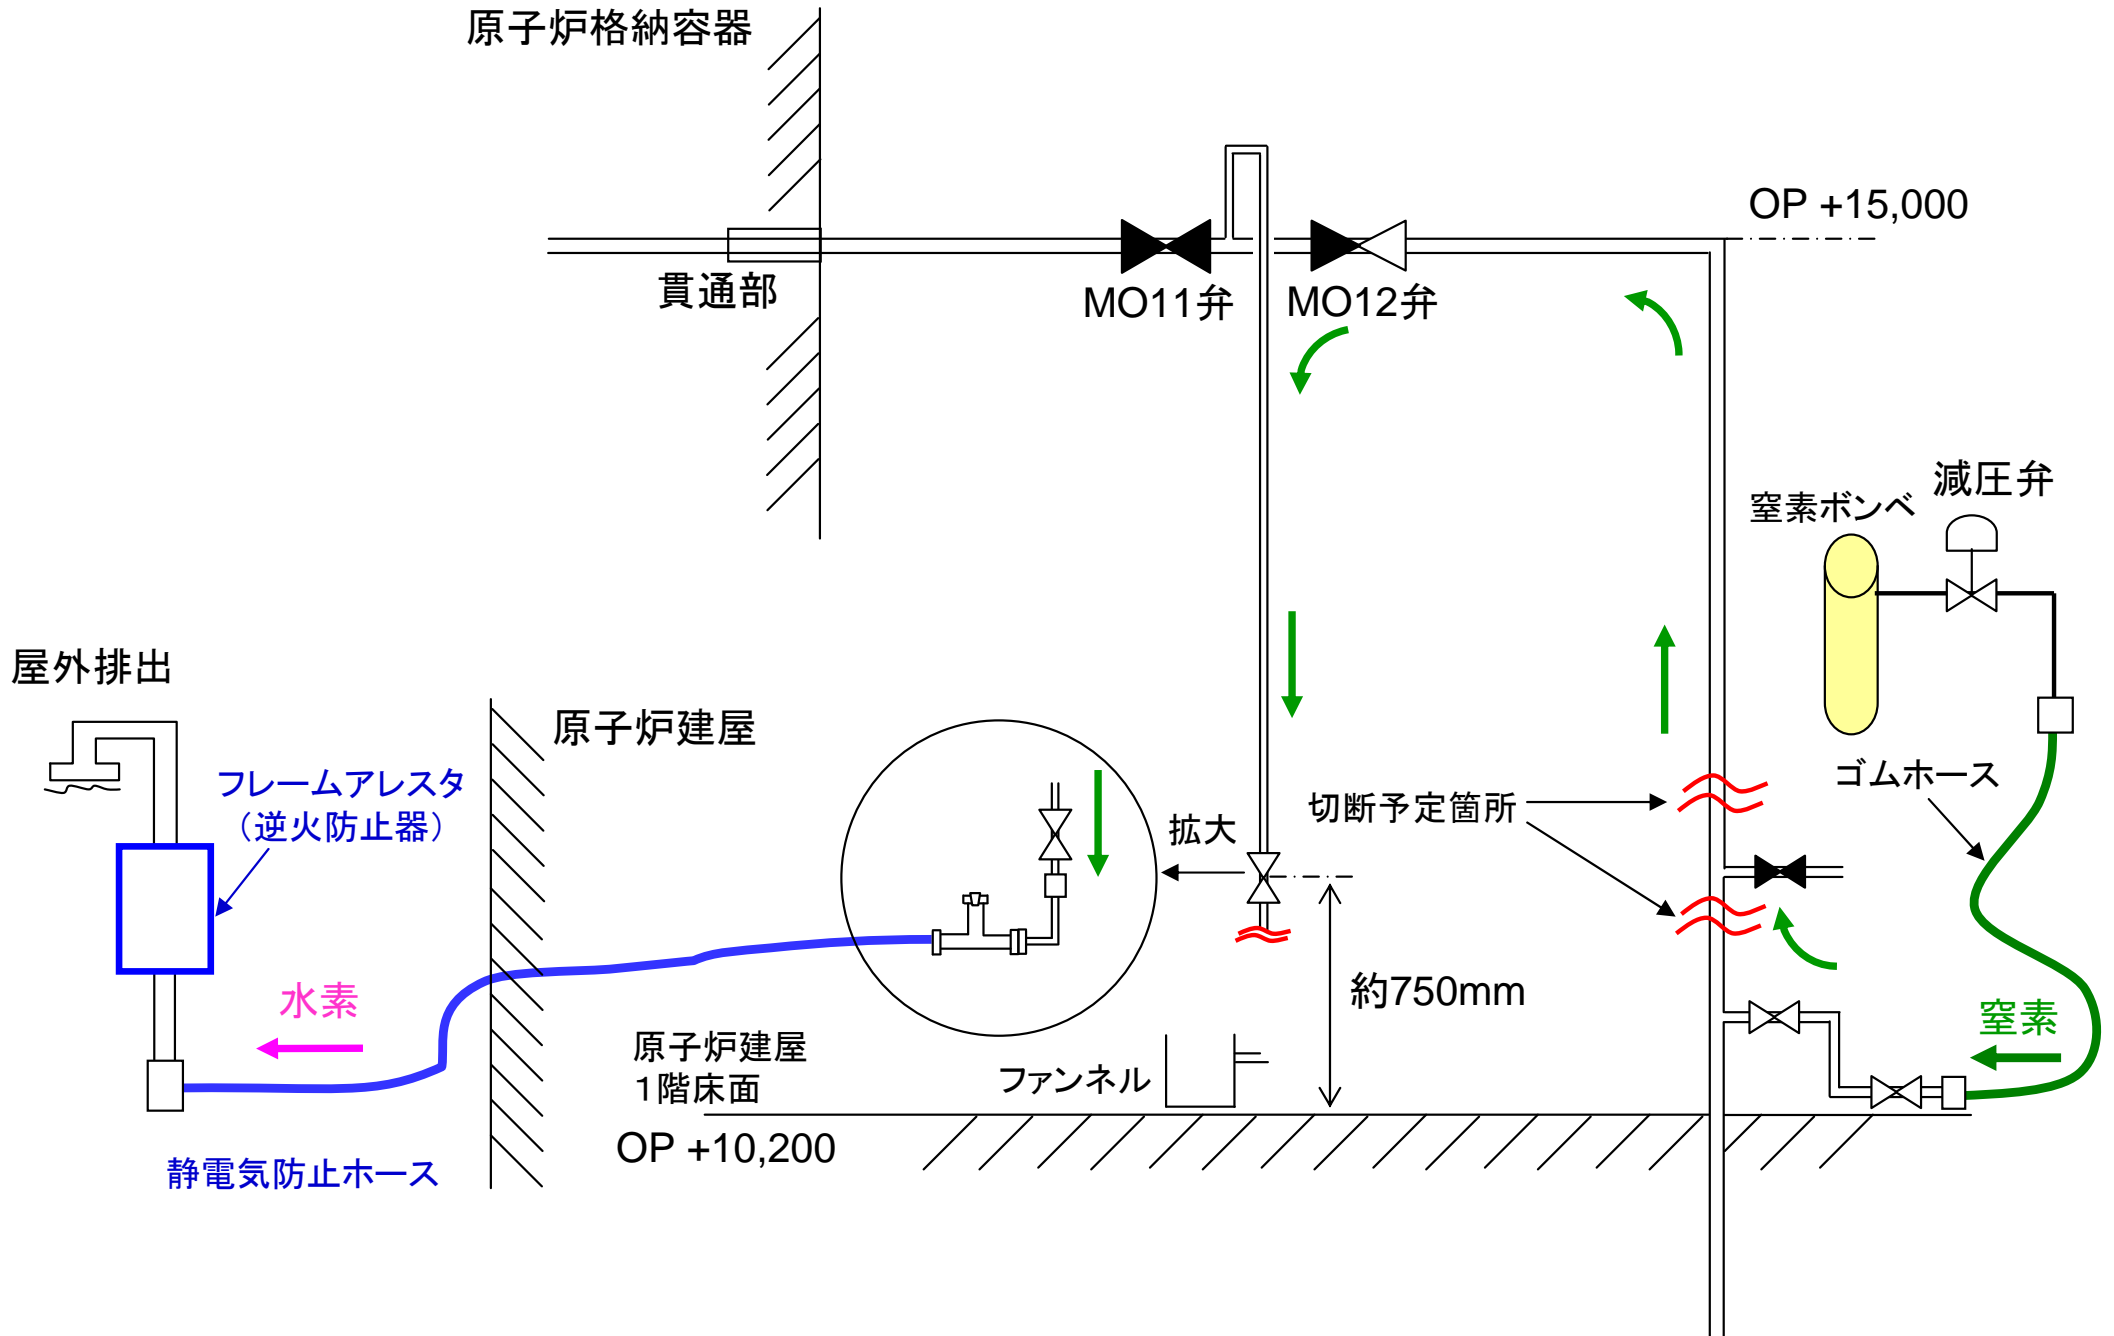 原子炉格納容器
OP +15,000
貫通部
MO11弁
MO12弁
減圧弁
窒素ボンベ
屋外排出
原子炉建屋
フレームアレスタ
（逆火防止器）
ゴムホース
切断予定箇所
拡大
水素
約750mm
窒素
原子炉建屋
1階床面
ファンネル
OP +10,200
静電気防止ホース